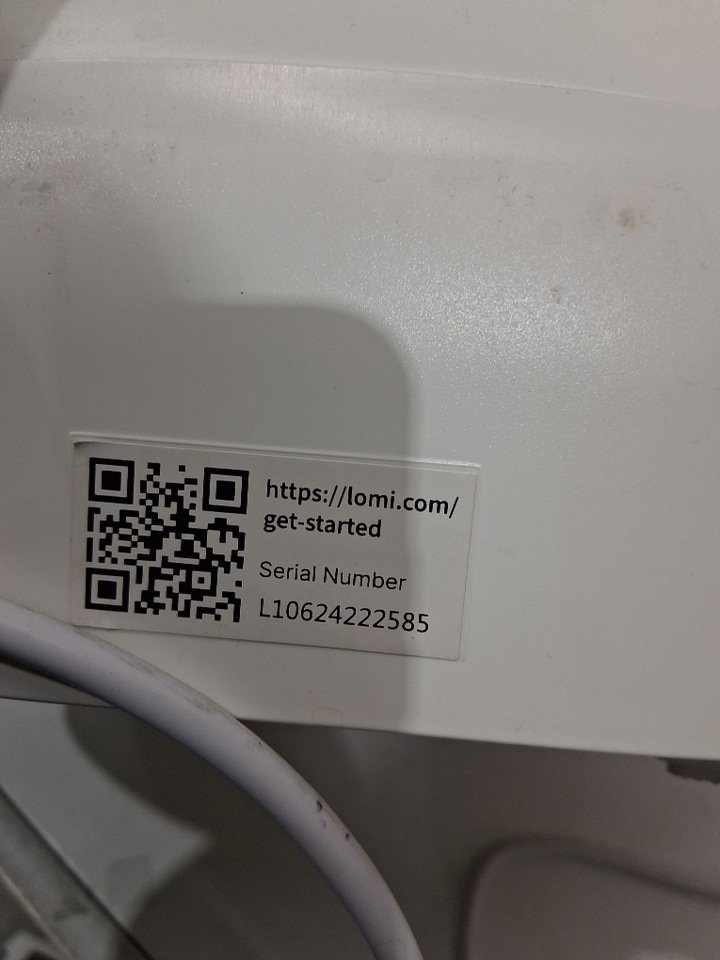 https://lomi.com/
get-started
Serial Number
L10624222585